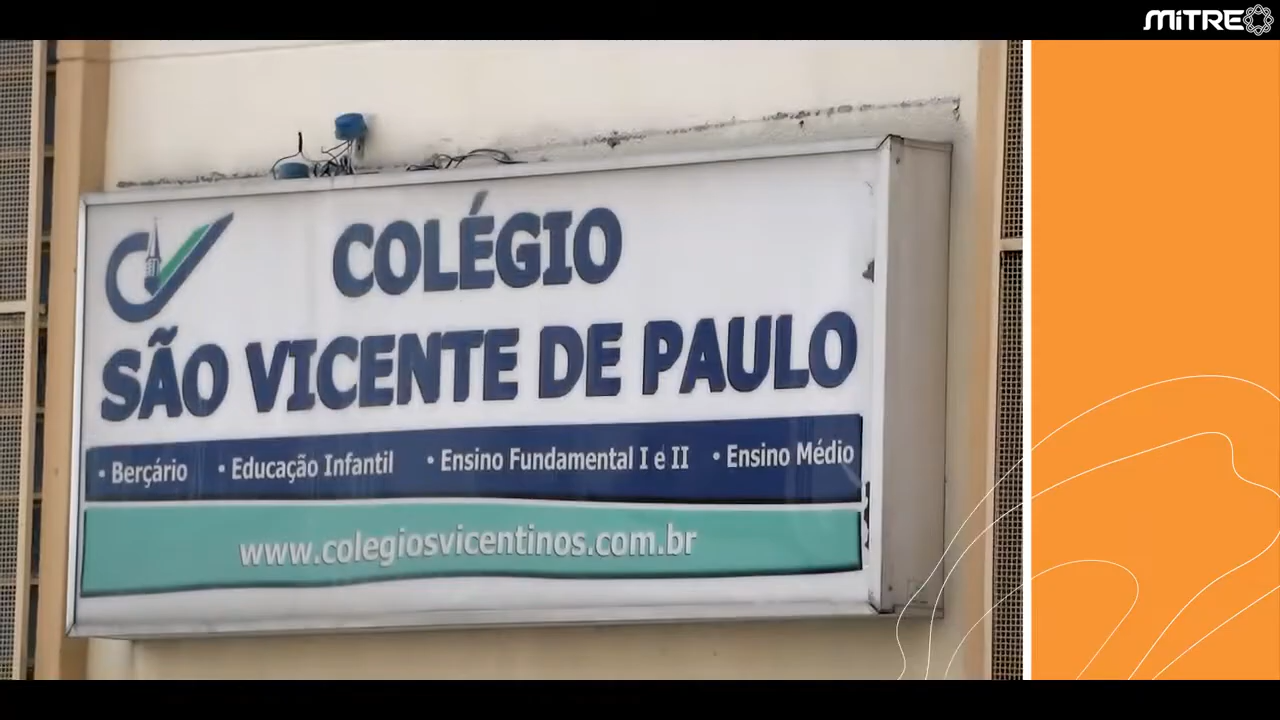 MITRE
COLÉGIO
SÃO VICENTE DE PAULO
• Berçário • Educação Infantil • Ensino Fundamental I e II • Ensino Médio
www.colegiosvicentinos.com.br